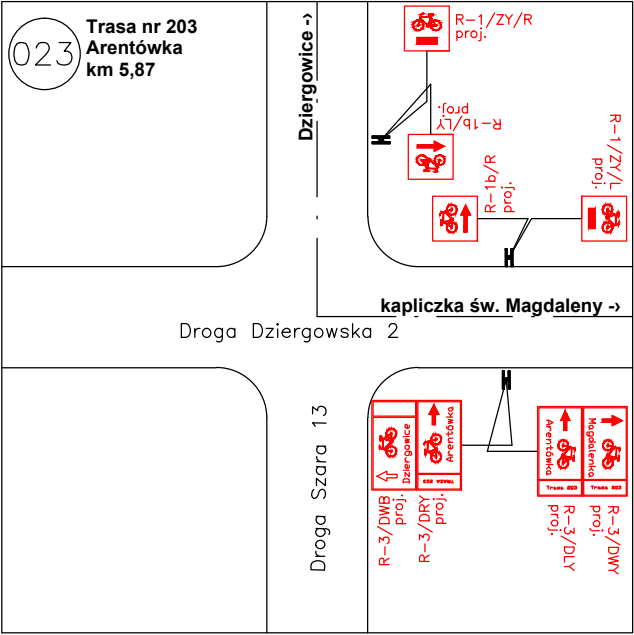 023
Trasa nr 203
Arentówka
km 5,87
Dziergowice ->
R-1/ZY/R
proj.
R-1b/LY
proj.
R-1b/R
proj.
R-1/ZY/L
proj.
kapliczka św. Magdaleny ->
Droga Dziergowska 2
Droga Szara 13
Dziergowice
Arentówka
TRASA 203
Arentówka
Trasa 203
Magdalenka
Trasa 203
R-3/DWB
proj.
R-3/DRY
proj.
R-3/DLY
proj.
R-3/DWY
proj.